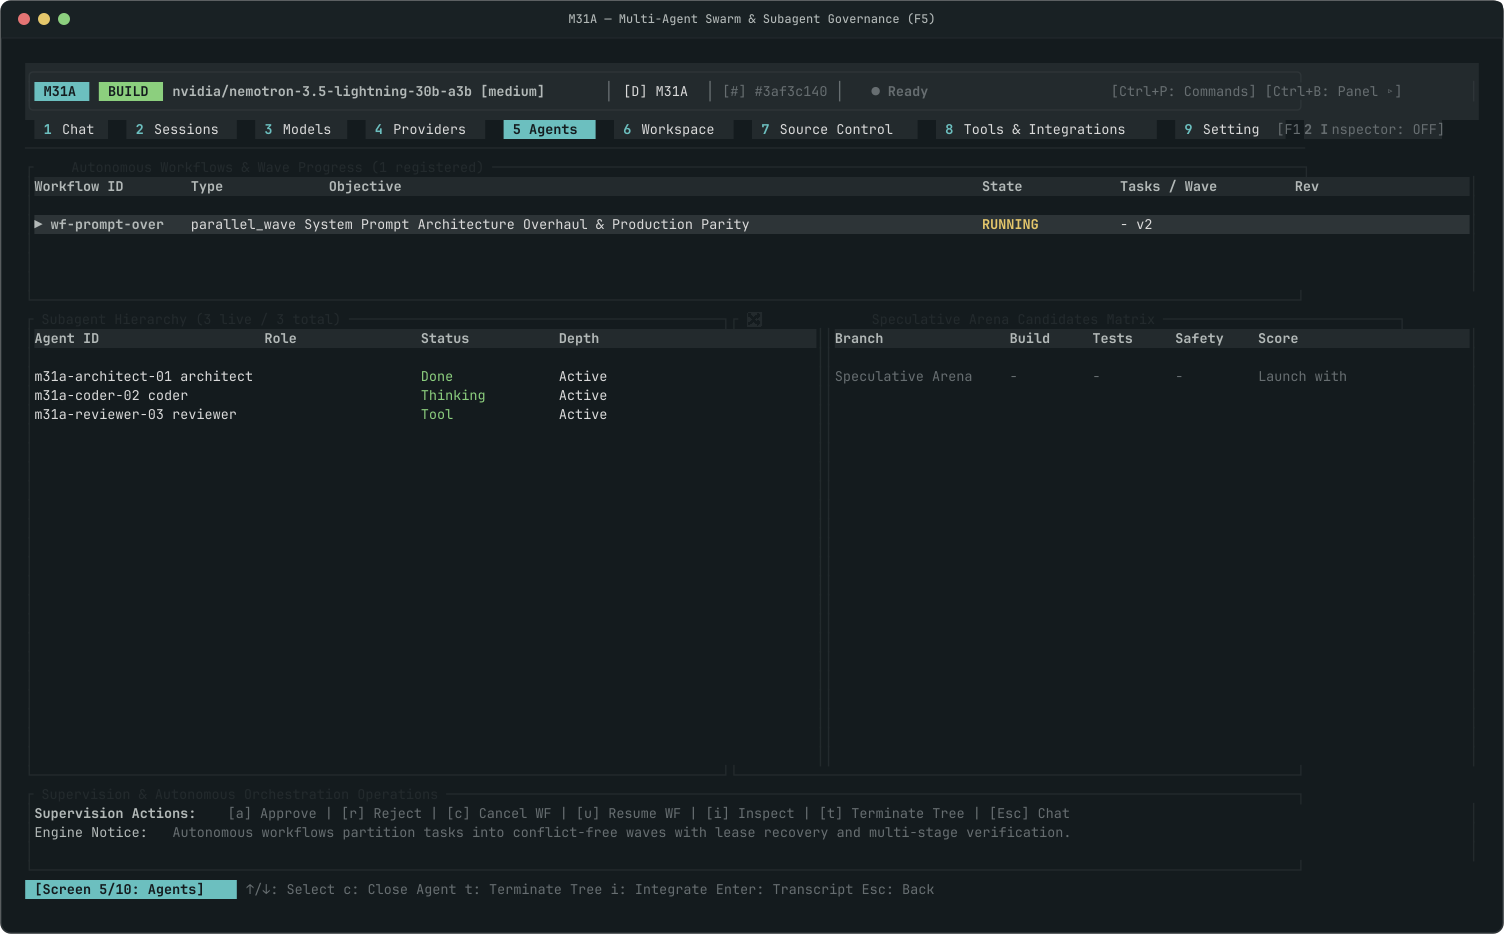 M31A — Multi-Agent Swarm & Subagent Governance (F5)
M31A BUILD nvidia/nemotron-3.5-lightning-30b-a3b [medium] │ [D] M31A │ [#] #3af3c140 │ ● Ready [Ctrl+P: Commands] [Ctrl+B: Panel ▹]
1 Chat 2 Sessions 3 Models 4 Providers 5 Agents 6 Workspace 7 Source Control 8 Tools & Integrations 9 Setting [F12 Inspector: OFF]
Autonomous Workflows & Wave Progress (1 registered)
Workflow ID Type Objective State Tasks / Wave Rev
▶ wf-prompt-over parallel_wave System Prompt Architecture Overhaul & Production Parity RUNNING - v2
Subagent Hierarchy (3 live / 3 total)
Agent ID Role Status Depth
m31a-architect-01 architect Done Active
m31a-coder-02 coder Thinking Active
m31a-reviewer-03 reviewer Tool Active
Speculative Arena Candidates Matrix
Branch Build Tests Safety Score
Speculative Arena - - - Launch with
Supervision & Autonomous Orchestration Operations
Supervision Actions: [a] Approve | [r] Reject | [c] Cancel WF | [u] Resume WF | [i] Inspect | [t] Terminate Tree | [Esc] Chat
Engine Notice: Autonomous workflows partition tasks into conflict-free waves with lease recovery and multi-stage verification.
[Screen 5/10: Agents] ↑/↓: Select c: Close Agent t: Terminate Tree i: Integrate Enter: Transcript Esc: Back